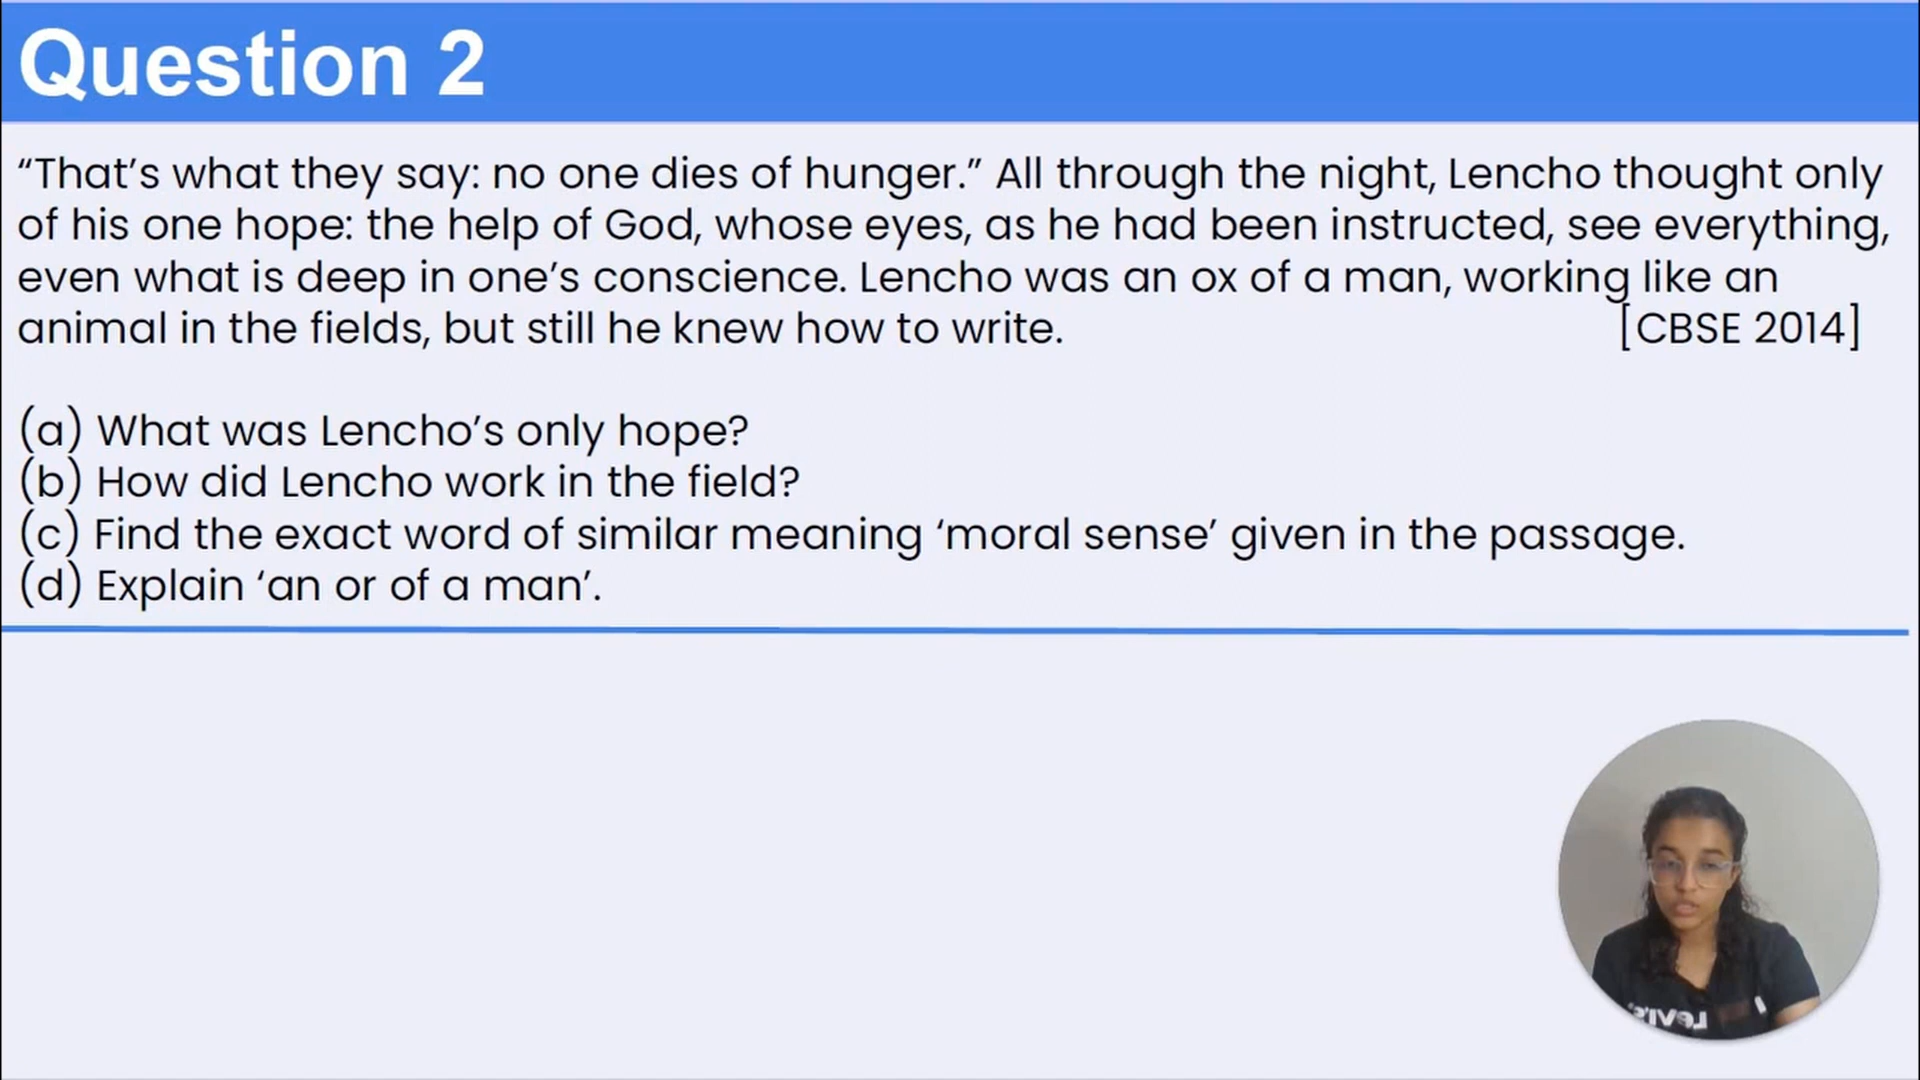 Question 2
“That’s what they say: no one dies of hunger.” All through the night, Lencho thought only
of his one hope: the help of God, whose eyes, as he had been instructed, see everything,
even what is deep in one’s conscience. Lencho was an ox of a man, working like an
animal in the fields, but still he knew how to write. [CBSE 2014]
(a) What was Lencho’s only hope?
(b) How did Lencho work in the field?
(c) Find the exact word of similar meaning ‘moral sense’ given in the passage.
(d) Explain ‘an or of a man’.
Levi's